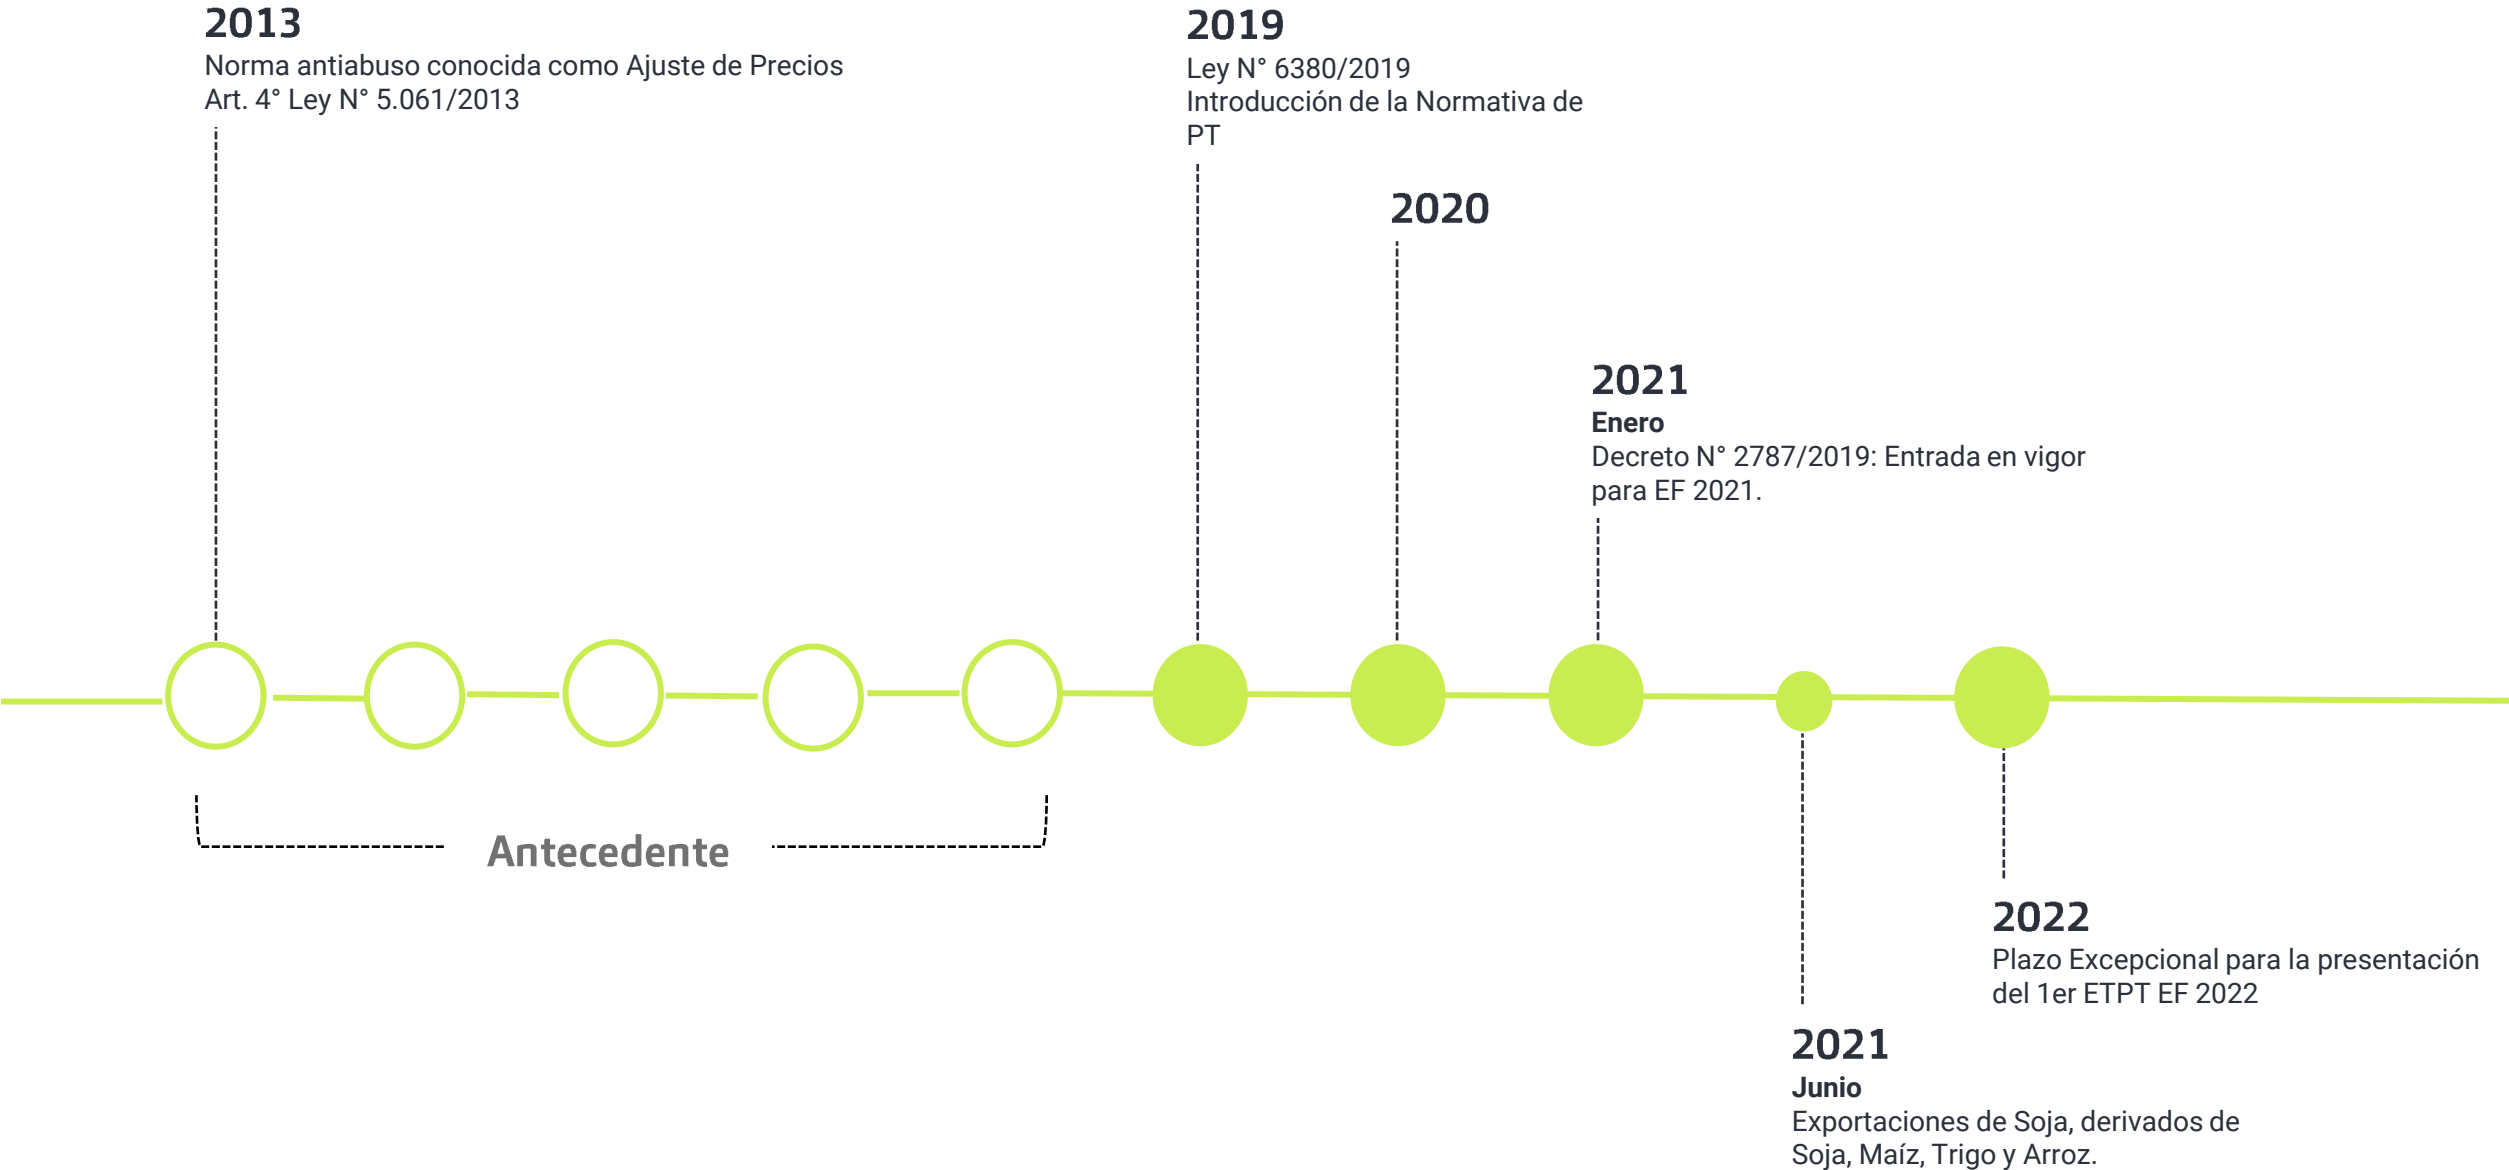 2013
Norma antiabuso conocida como Ajuste de Precios
Art. 4° Ley N° 5.061/2013
2019
Ley N° 6380/2019
Introducción de la Normativa de
PT
2020
2021
Enero
Decreto N° 2787/2019: Entrada en vigor
para EF 2021.
Antecedente
2022
Plazo Excepcional para la presentación
del 1er ETPT EF 2022
2021
Junio
Exportaciones de Soja, derivados de
Soja, Maíz, Trigo y Arroz.